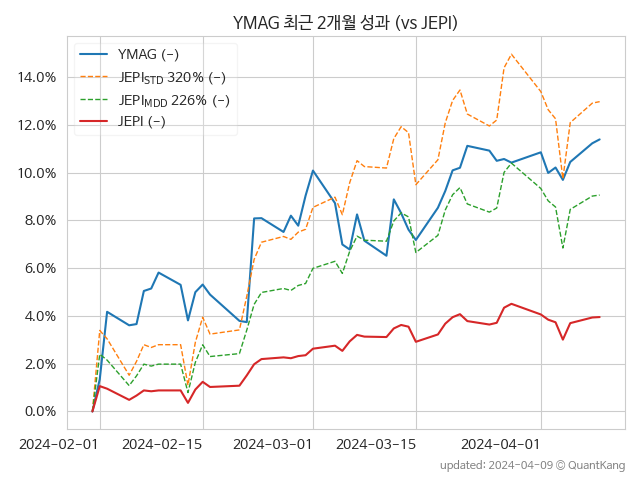 YMAG 최근 2개월 성과 (vs JEPI)
YMAG (-)
JEPI_STD 320% (-)
JEPI_MDD 226% (-)
JEPI (-)
14.0%
12.0%
10.0%
8.0%
6.0%
4.0%
2.0%
0.0%
2024-02-01 2024-02-15 2024-03-01 2024-03-15 2024-04-01
updated: 2024-04-09 © QuantKang